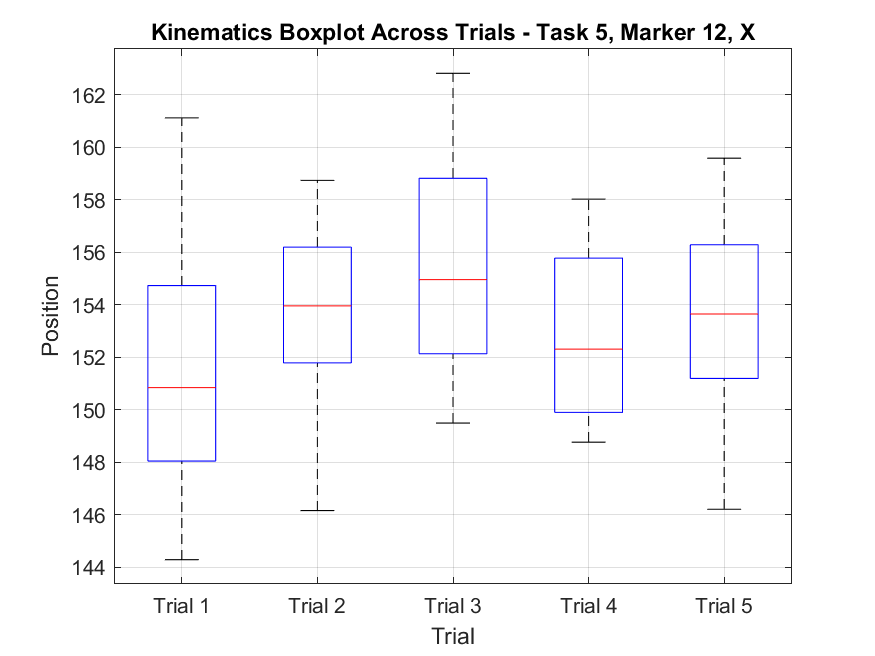 Kinematics Boxplot Across Trials - Task 5, Marker 12, X
162
160
158
156
154
152
150
148
146
144
Position
Trial 1 Trial 2 Trial 3 Trial 4 Trial 5
Trial